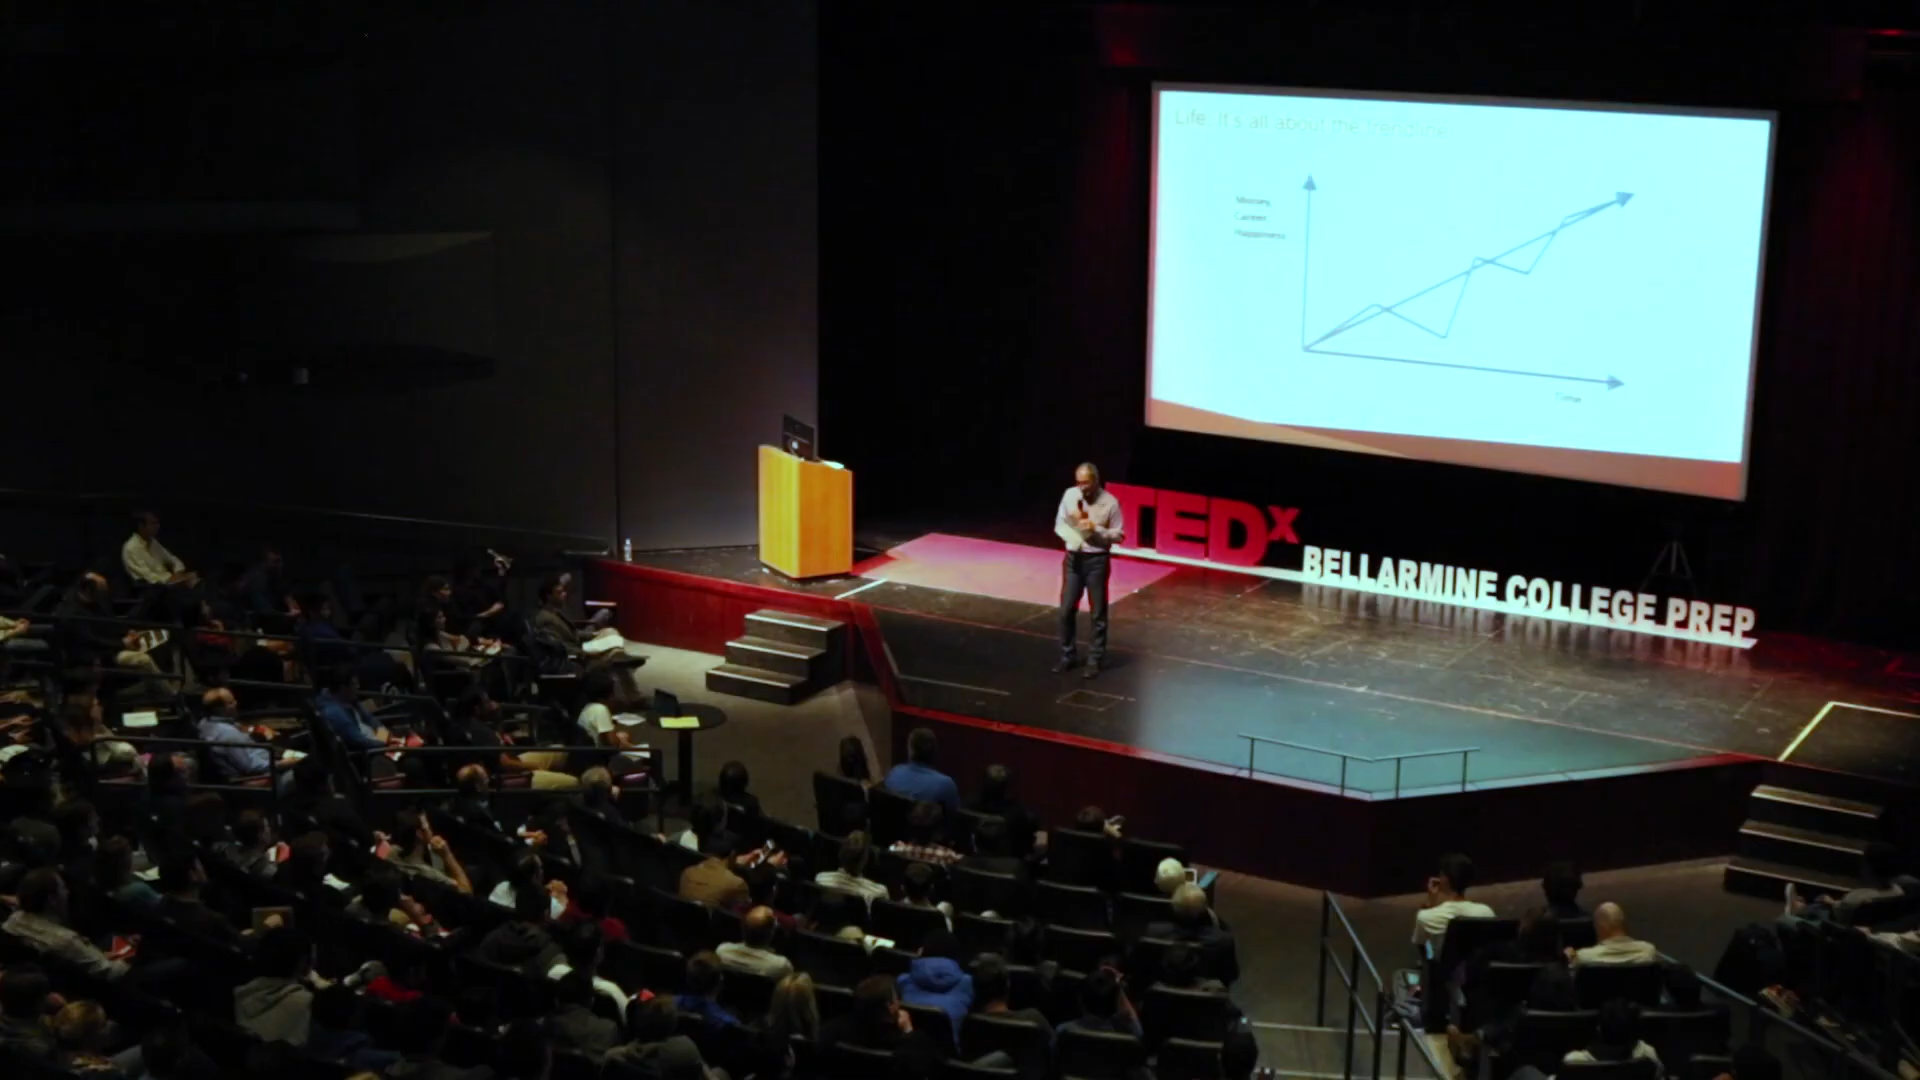 Life: It's all about the trendline
Money,
Career,
Happiness
Time
TEDx
BELLARMINE COLLEGE PREP